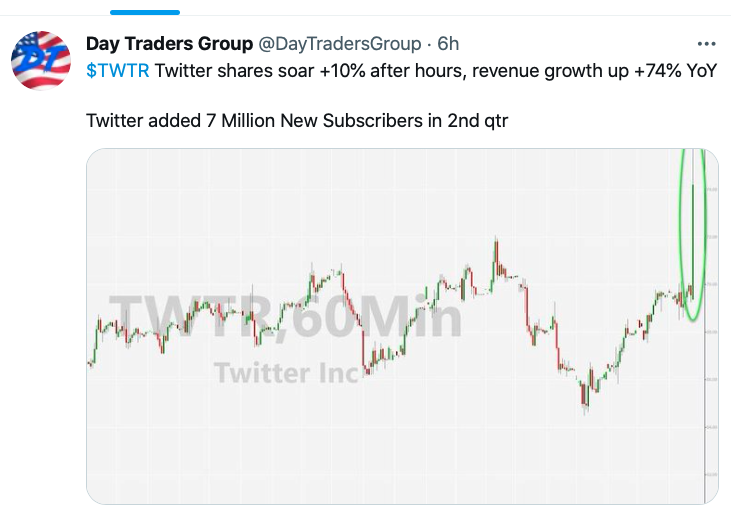 Day Traders Group @DayTradersGroup · 6h
$TWTR Twitter shares soar +10% after hours, revenue growth up +74% YoY
Twitter added 7 Million New Subscribers in 2nd qtr
DT
TWTR,60Min
Twitter Inc